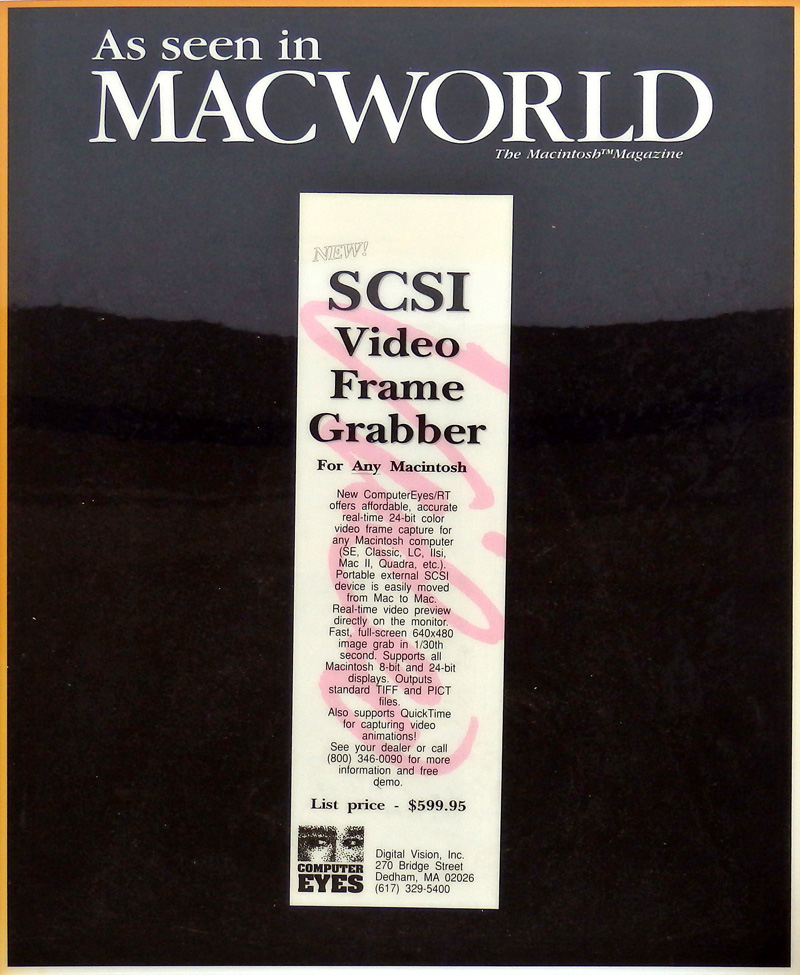 As seen in
MACWORLD
The Macintosh™Magazine
NEW!
SCSI
Video
Frame
Grabber
For Any Macintosh
New ComputerEyes/RT
offers affordable, accurate
real-time 24-bit color
video frame capture for
any Macintosh computer
(SE, Classic, LC, IIsi,
Mac II, Quadra, etc.).
Portable external SCSI
device is easily moved
from Mac to Mac.
Real-time video preview
directly on the monitor.
Fast, full-screen 640x480
image grab in 1/30th
second. Supports all
Macintosh 8-bit and 24-bit
displays. Outputs
standard TIFF and PICT
files.
Also supports QuickTime
for capturing video
animations!
See your dealer or call
(800) 346-0090 for more
information and free
demo.
List price - $599.95
COMPUTER
EYES
Digital Vision, Inc.
270 Bridge Street
Dedham, MA 02026
(617) 329-5400